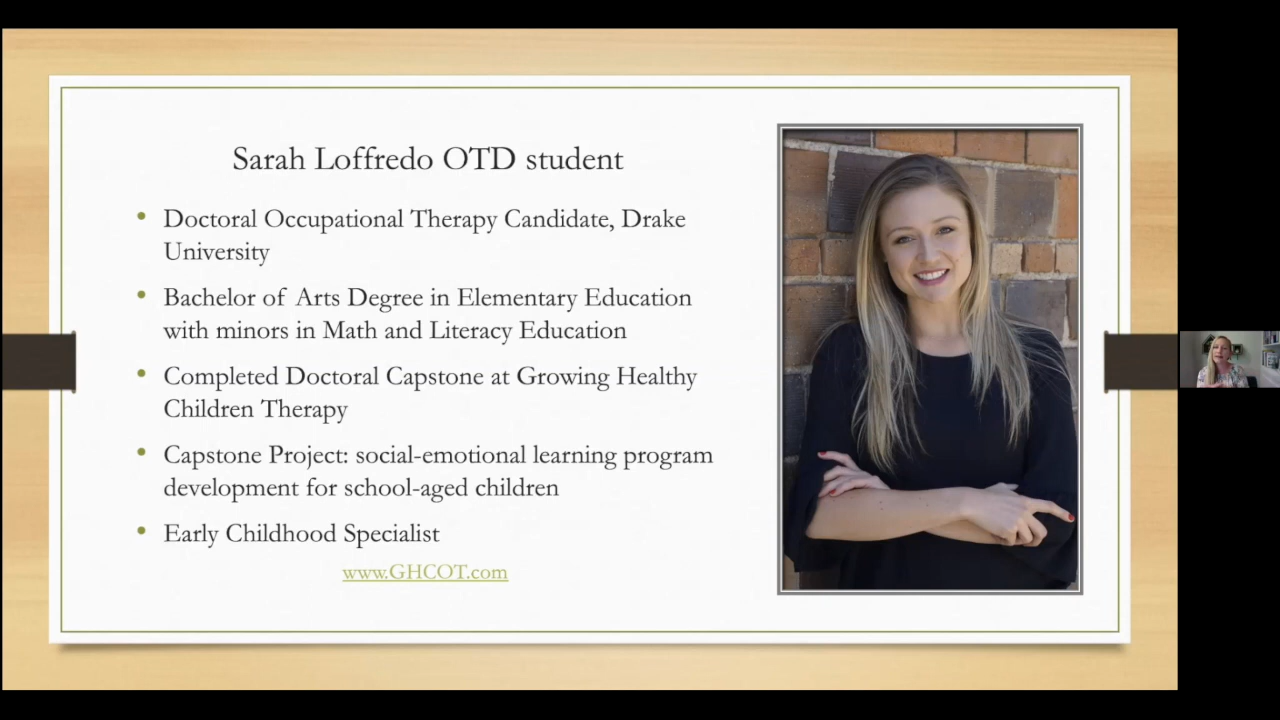 Sarah Loffredo OTD student
• Doctoral Occupational Therapy Candidate, Drake
University
• Bachelor of Arts Degree in Elementary Education
with minors in Math and Literacy Education
• Completed Doctoral Capstone at Growing Healthy
Children Therapy
• Capstone Project: social-emotional learning program
development for school-aged children
• Early Childhood Specialist
www.GHCOT.com